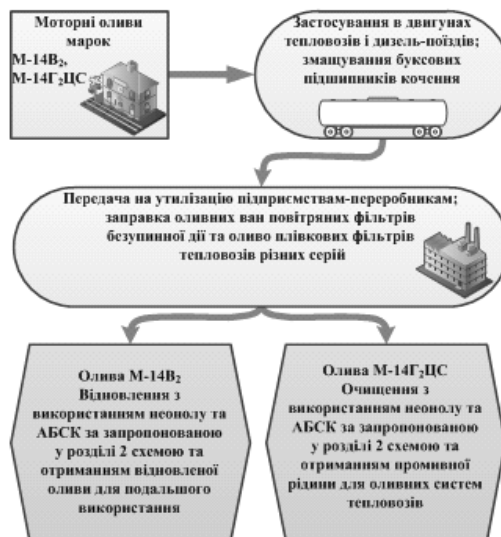 Моторні оливи
марок
М-14В₂,
М-14Г₂ЦС
Застосування в двигунах
тепловозів і дизель-поїздів;
змащування буксових
підшипників кочення
Передача на утилізацію підприємствам-переробникам;
заправка оливних ван повітряних фільтрів
безупинної дії та оливо плівкових фільтрів
тепловозів різних серій
Олива М-14В₂
Відновлення з
використанням неонолу та
АБСК за запропонованою
у розділі 2 схемою та
отриманням відновленої
оливи для подальшого
використання
Олива М-14Г₂ЦС
Очищення з
використанням неонолу та
АБСК за запропонованою
у розділі 2 схемою та
отриманням промивної
рідини для оливних систем
тепловозів